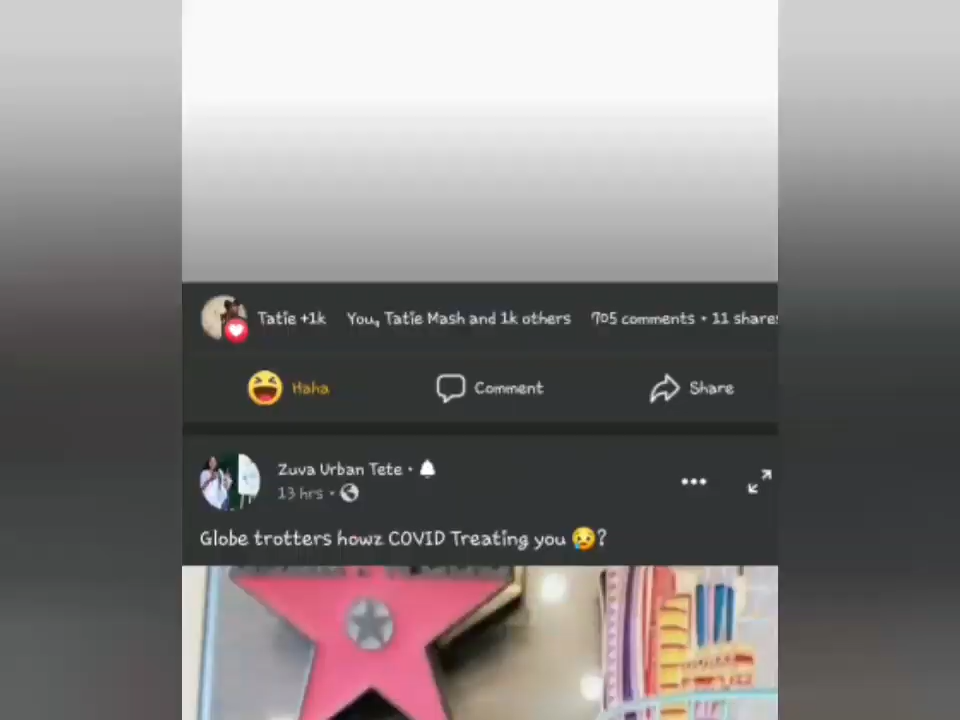 Tatie +1k You, Tatie Mash and 1k others 705 comments • 11 shares
Haha Comment Share
Zuva Urban Tete •
13 hrs •
Globe trotters howz COVID Treating you 😢?